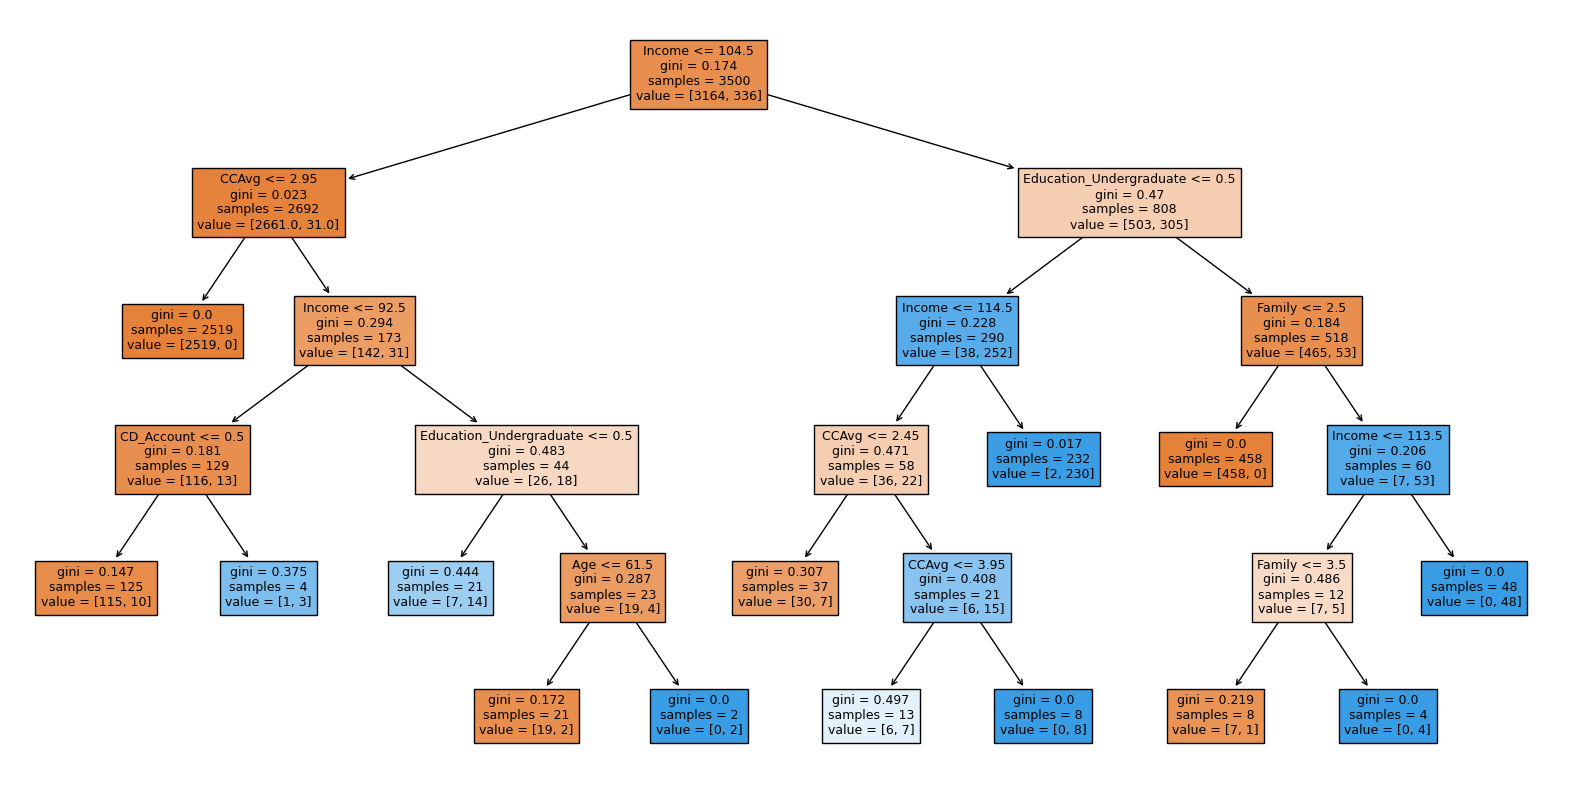 Income <= 104.5
gini = 0.174
samples = 3500
value = [3164, 336]
CCAvg <= 2.95
gini = 0.023
samples = 2692
value = [2661.0, 31.0]
Education_Undergraduate <= 0.5
gini = 0.47
samples = 808
value = [503, 305]
gini = 0.0
samples = 2519
value = [2519, 0]
Income <= 92.5
gini = 0.294
samples = 173
value = [142, 31]
Income <= 114.5
gini = 0.228
samples = 290
value = [38, 252]
Family <= 2.5
gini = 0.184
samples = 518
value = [465, 53]
CD_Account <= 0.5
gini = 0.181
samples = 129
value = [116, 13]
Education_Undergraduate <= 0.5
gini = 0.483
samples = 44
value = [26, 18]
CCAvg <= 2.45
gini = 0.471
samples = 58
value = [36, 22]
gini = 0.017
samples = 232
value = [2, 230]
gini = 0.0
samples = 458
value = [458, 0]
Income <= 113.5
gini = 0.206
samples = 60
value = [7, 53]
gini = 0.147
samples = 125
value = [115, 10]
gini = 0.375
samples = 4
value = [1, 3]
gini = 0.444
samples = 21
value = [7, 14]
Age <= 61.5
gini = 0.287
samples = 23
value = [19, 4]
gini = 0.307
samples = 37
value = [30, 7]
CCAvg <= 3.95
gini = 0.408
samples = 21
value = [6, 15]
Family <= 3.5
gini = 0.486
samples = 12
value = [7, 5]
gini = 0.0
samples = 48
value = [0, 48]
gini = 0.172
samples = 21
value = [19, 2]
gini = 0.0
samples = 2
value = [0, 2]
gini = 0.497
samples = 13
value = [6, 7]
gini = 0.0
samples = 8
value = [0, 8]
gini = 0.219
samples = 8
value = [7, 1]
gini = 0.0
samples = 4
value = [0, 4]